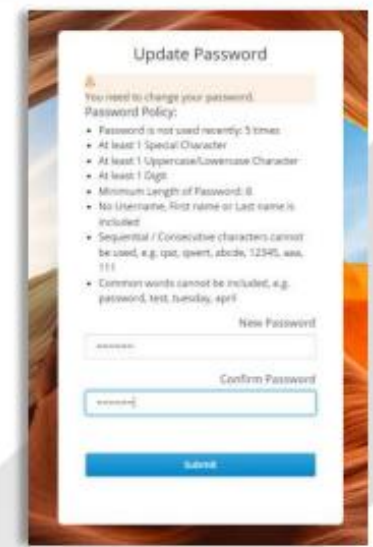 Update Password
You need to change your password.
Password Policy:
• Password is not used recently: 5 times
• At least 1 Special Character
• At least 1 Uppercase/Lowercase Character
• At least 1 Digit
• Minimum Length of Password: 8
• No Username, First name or Last name is
included
• Sequential / Consecutive characters cannot
be used, e.g. qaz, qwert, abcde, 12345, aaa,
111
• Common words cannot be included, e.g.
password, test, tuesday, april
New Password
Confirm Password
Submit